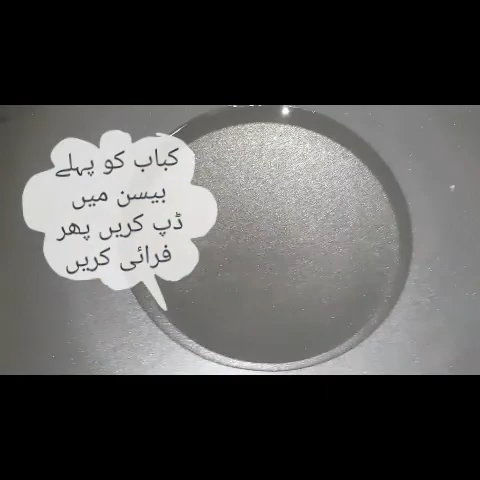 کباب کو پہلے
بیسن میں
ڈپ کریں پھر
فرائی کریں